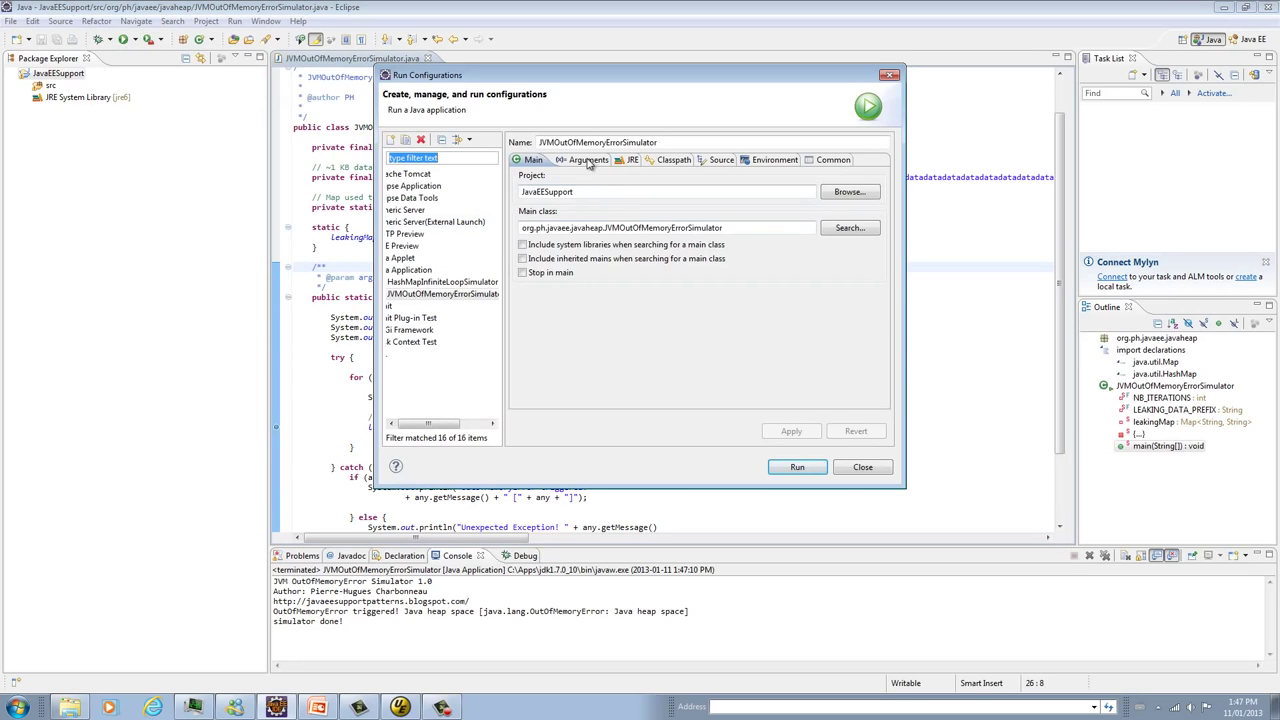 Java - JavaEESupport/src/org/ph/javaee/javaheap/JVMOutOfMemoryErrorSimulator.java - Eclipse
File Edit Source Refactor Navigate Search Project Run Window Help
Java
Java EE
Package Explorer
JavaEESupport
src
JRE System Library [jre6]
JVMOutOfMemoryErrorSimulator.java
* JVMOutOfMemory
*
* @author PH
*
*/
public class JVMO
private final
// ~1 KB data
private final
datadatadatadatadatadatadatadatadata
// Map used t
private stati
static {
leakingMa
}
/**
* @param arg
*/
public static
System.ou
System.ou
System.ou
try {
for (
S
/
L
}
} catch (
if (a
+ any.getMessage() + " [" + any + "]");
} else {
System.out.println("Unexpected Exception! " + any.getMessage()
Run Configurations
Create, manage, and run configurations
Run a Java application
type filter text
ache Tomcat
ipse Application
ipse Data Tools
neric Server
neric Server(External Launch)
TP Preview
EE Preview
a Applet
a Application
HashMapInfiniteLoopSimulator
JVMOutOfMemoryErrorSimulat
it
it Plug-in Test
Gi Framework
k Context Test
Filter matched 16 of 16 items
Name: JVMOutOfMemoryErrorSimulator
Main Arguments JRE Classpath Source Environment Common
Project:
JavaEESupport
Browse...
Main class:
org.ph.javaee.javaheap.JVMOutOfMemoryErrorSimulator
Search...
Include system libraries when searching for a main class
Include inherited mains when searching for a main class
Stop in main
Apply Revert
Run Close
Task List
Find All Activate...
Connect Mylyn
Connect to your task and ALM tools or create a
local task.
Outline
org.ph.javaee.javaheap
import declarations
java.util.Map
java.util.HashMap
JVMOutOfMemoryErrorSimulator
NB_ITERATIONS : int
LEAKING_DATA_PREFIX : String
leakingMap : Map<String, String>
{...}
main(String[]) : void
Problems Javadoc Declaration Console Debug
<terminated> JVMOutOfMemoryErrorSimulator [Java Application] C:\Apps\jdk1.7.0_10\bin\javaw.exe (2013-01-11 1:47:10 PM)
JVM OutOfMemoryError Simulator 1.0
Author: Pierre-Hugues Charbonneau
http://javaeesupportpatterns.blogspot.com/
OutOfMemoryError triggered! Java heap space [java.lang.OutOfMemoryError: Java heap space]
simulator done!
Writable Smart Insert 26 : 8
Address
1:47 PM
11/01/2013